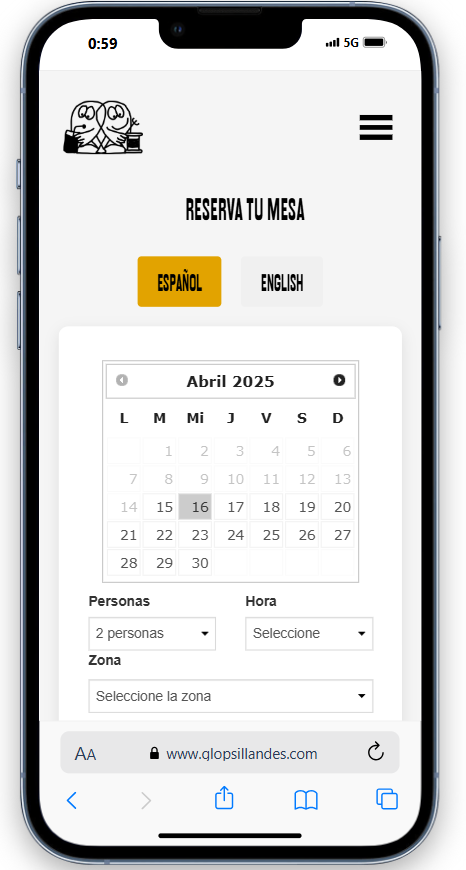 0:59 5G
RESERVA TU MESA
ESPAÑOL ENGLISH
Abril 2025
L M Mi J V S D
1 2 3 4 5 6
7 8 9 10 11 12 13
14 15 16 17 18 19 20
21 22 23 24 25 26 27
28 29 30
Personas Hora
2 personas Seleccione
Zona
Seleccione la zona
AA www.glopsillandes.com